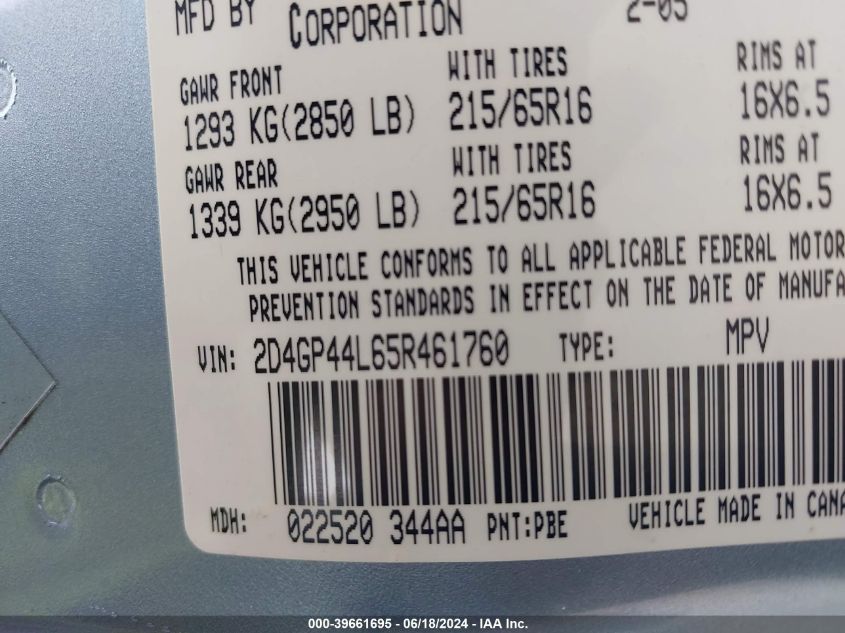 MFD BY CORPORATION 2-05
GAWR FRONT WITH TIRES RIMS AT
1293 KG(2850 LB) 215/65R16 16X6.5
GAWR REAR WITH TIRES RIMS AT
1339 KG(2950 LB) 215/65R16 16X6.5
THIS VEHICLE CONFORMS TO ALL APPLICABLE FEDERAL MOTOR
PREVENTION STANDARDS IN EFFECT ON THE DATE OF MANUFA
VIN: 2D4GP44L65R461760 TYPE: MPV
MDH: 022520 344AA PNT:PBE VEHICLE MADE IN CANA
000-39661695 - 06/18/2024 - IAA Inc.